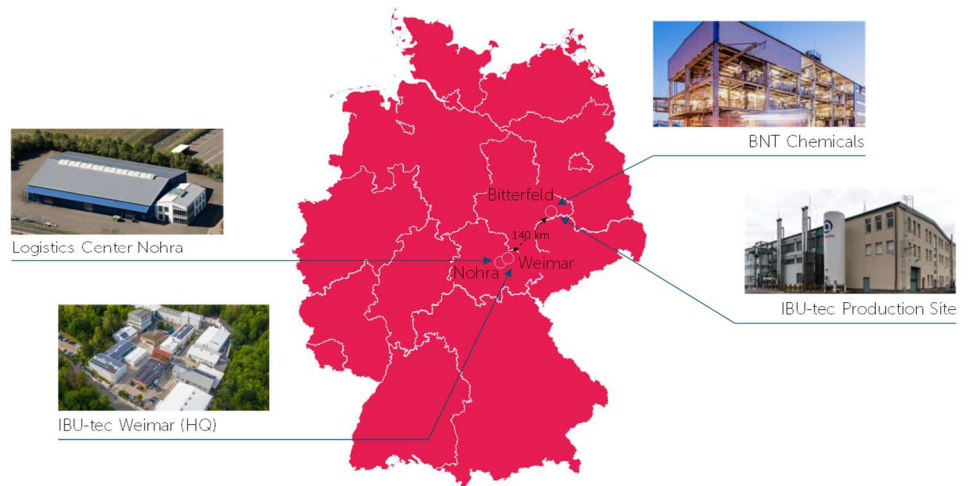 BNT Chemicals
Bitterfeld
140 km
Logistics Center Nohra
Nohra
Weimar
IBU-tec Production Site
IBU-tec Weimar (HQ)